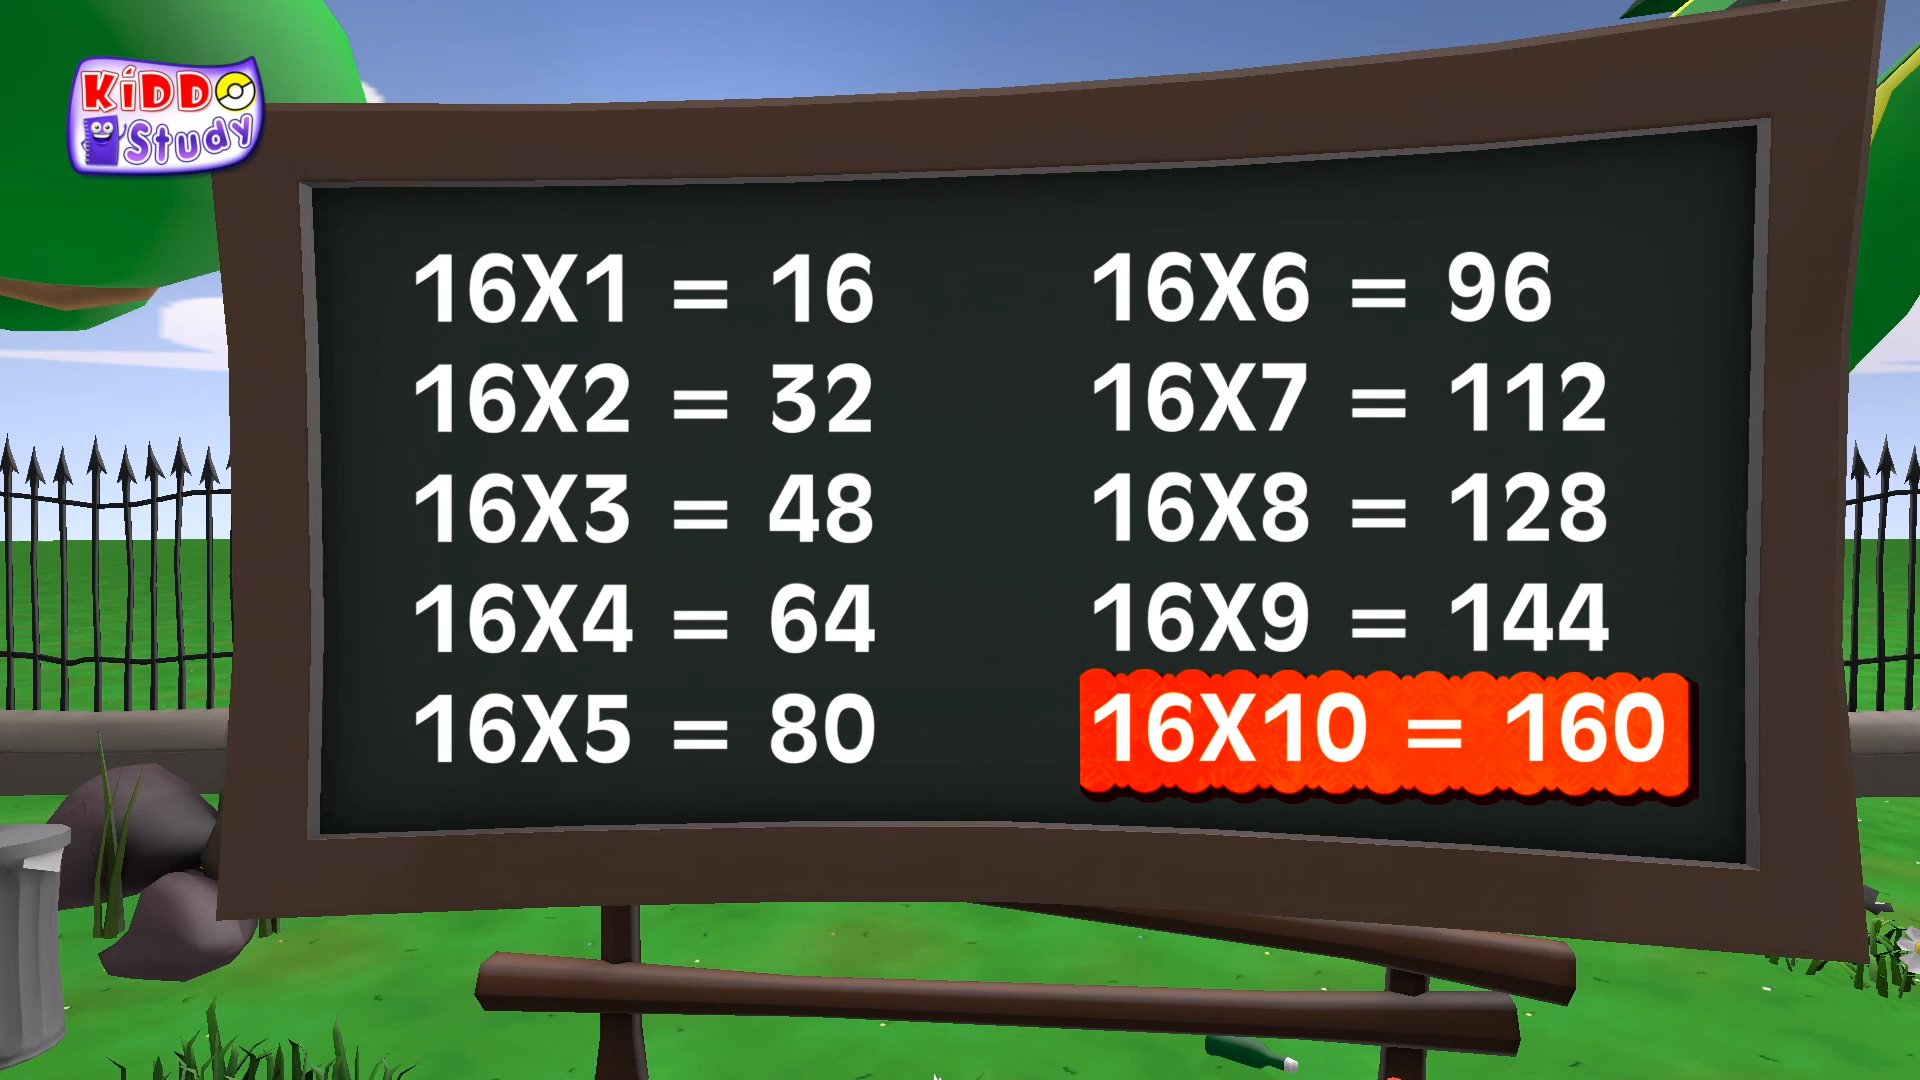 KiDDO
Study
16X1 = 16
16X2 = 32
16X3 = 48
16X4 = 64
16X5 = 80
16X6 = 96
16X7 = 112
16X8 = 128
16X9 = 144
16X10 = 160